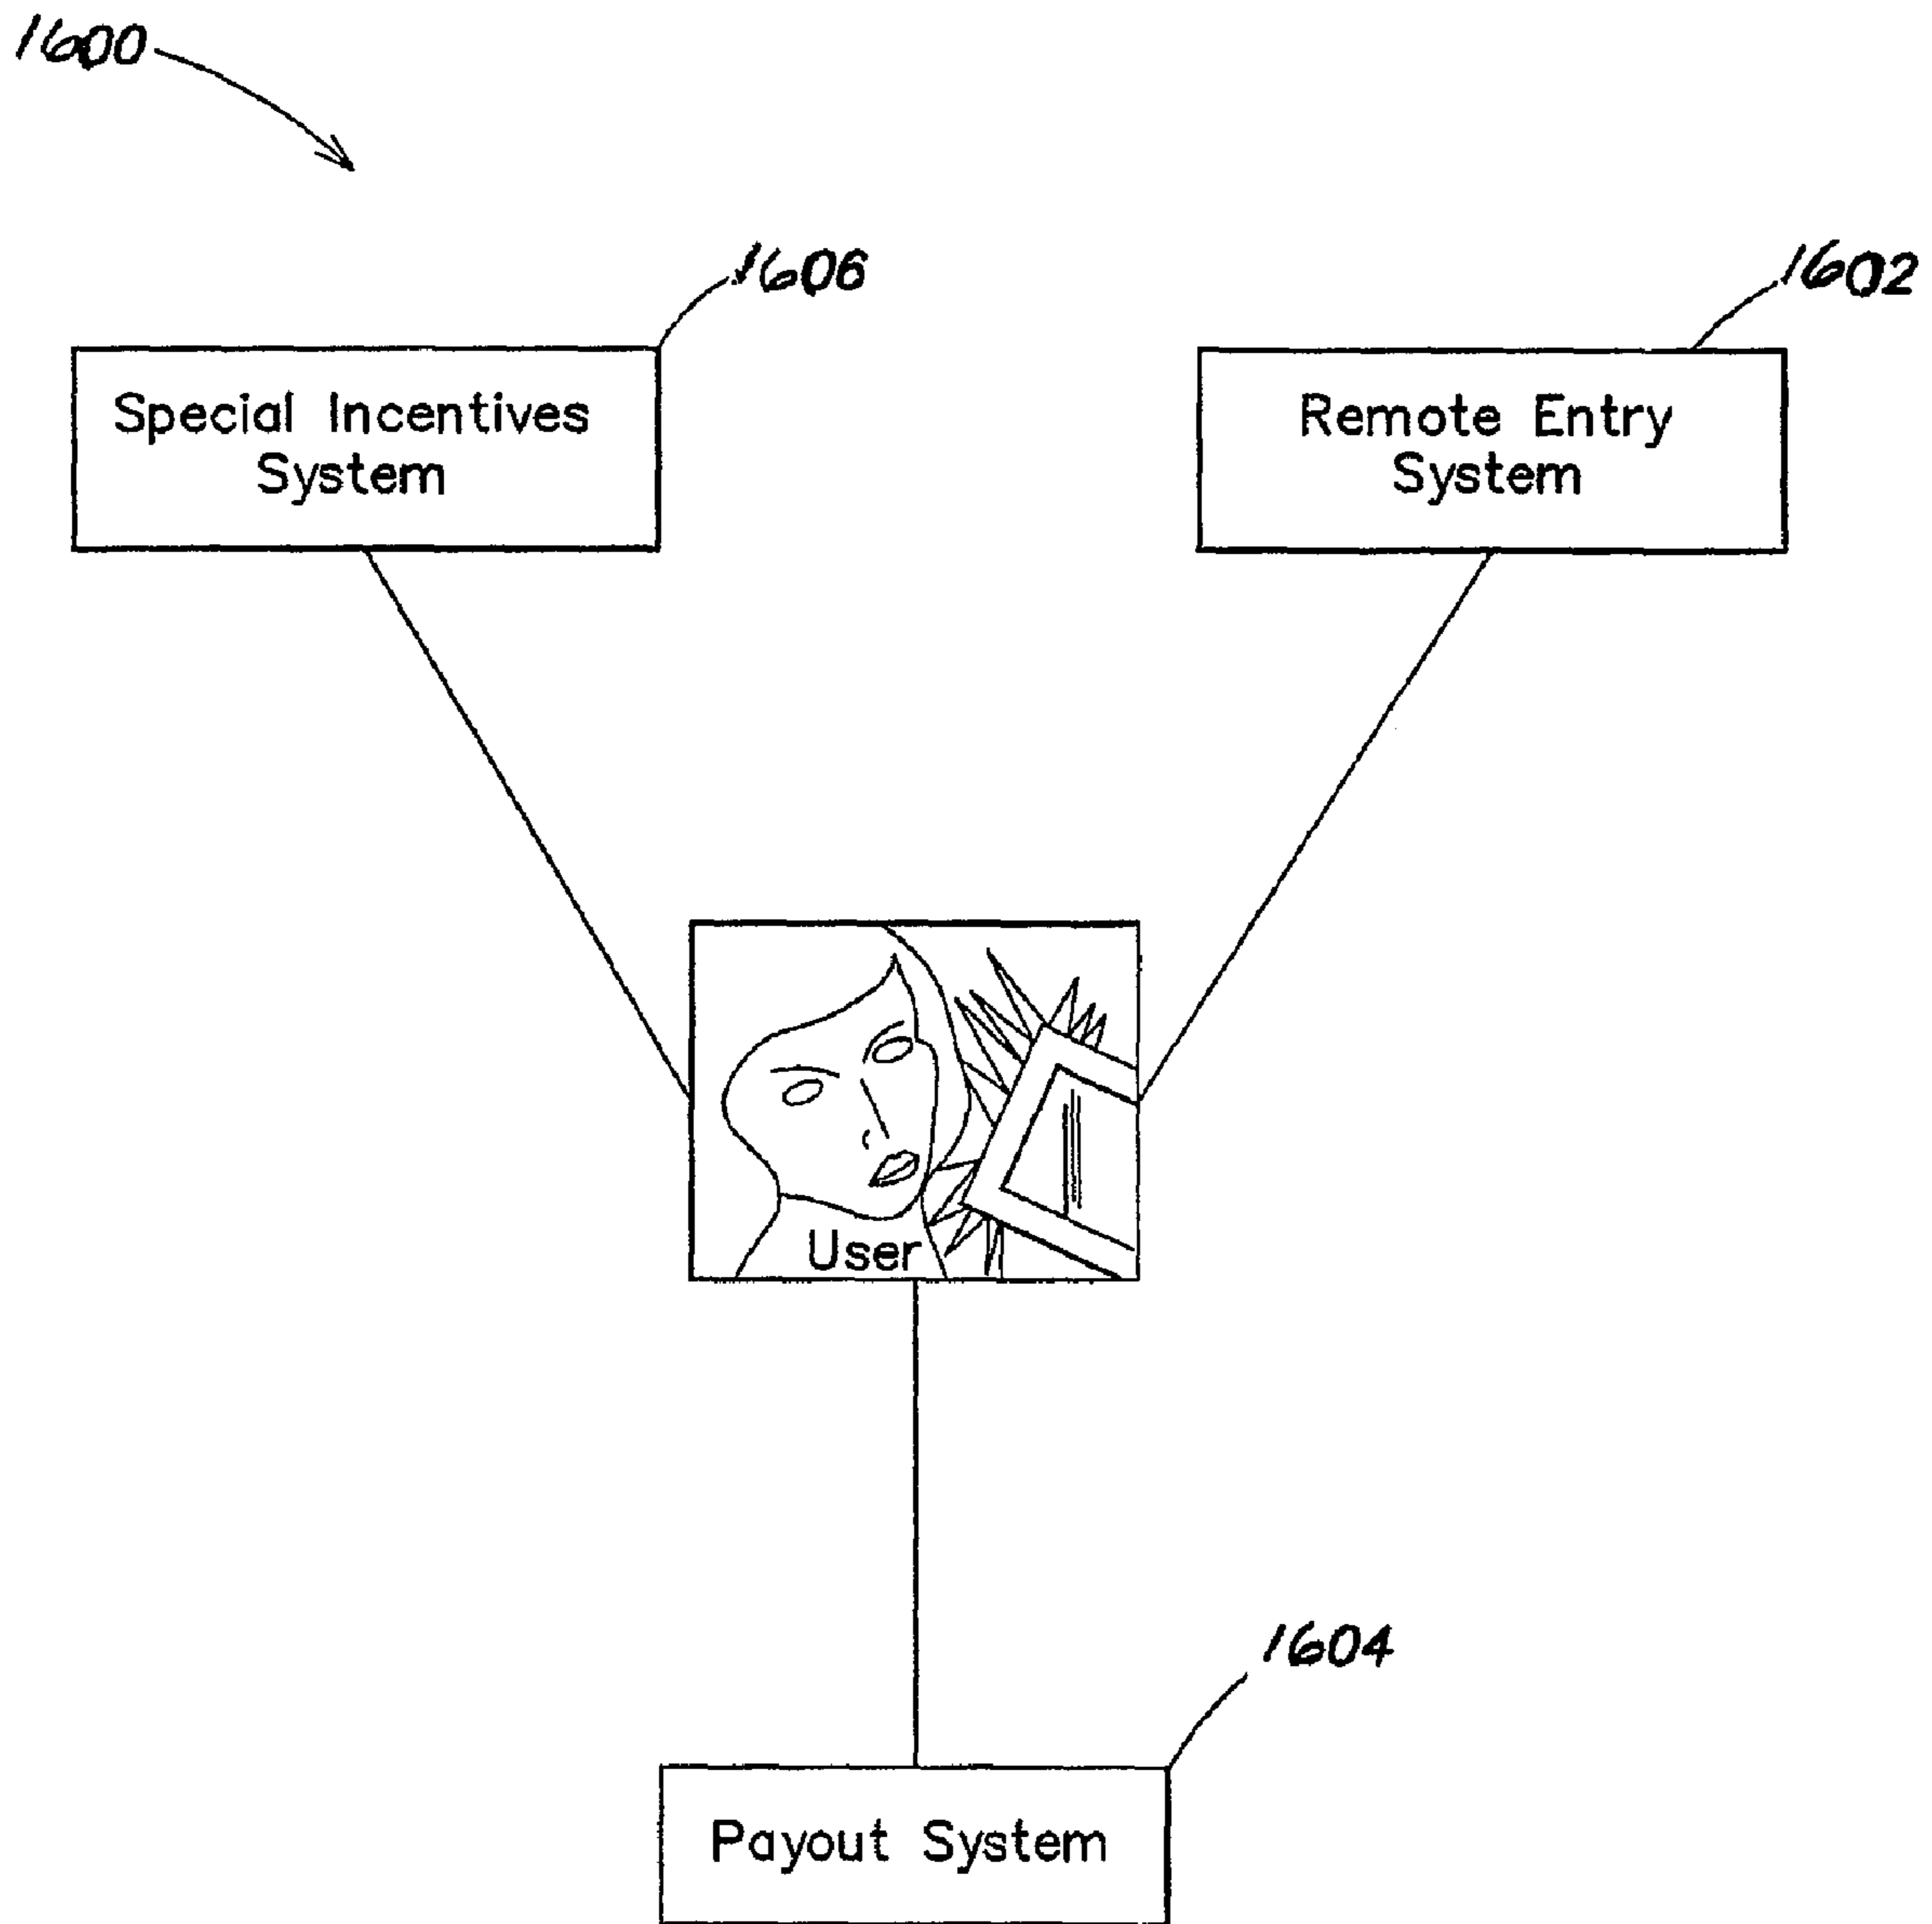 1600
1606
1602
Special Incentives
System
Remote Entry
System
User
1604
Payout System